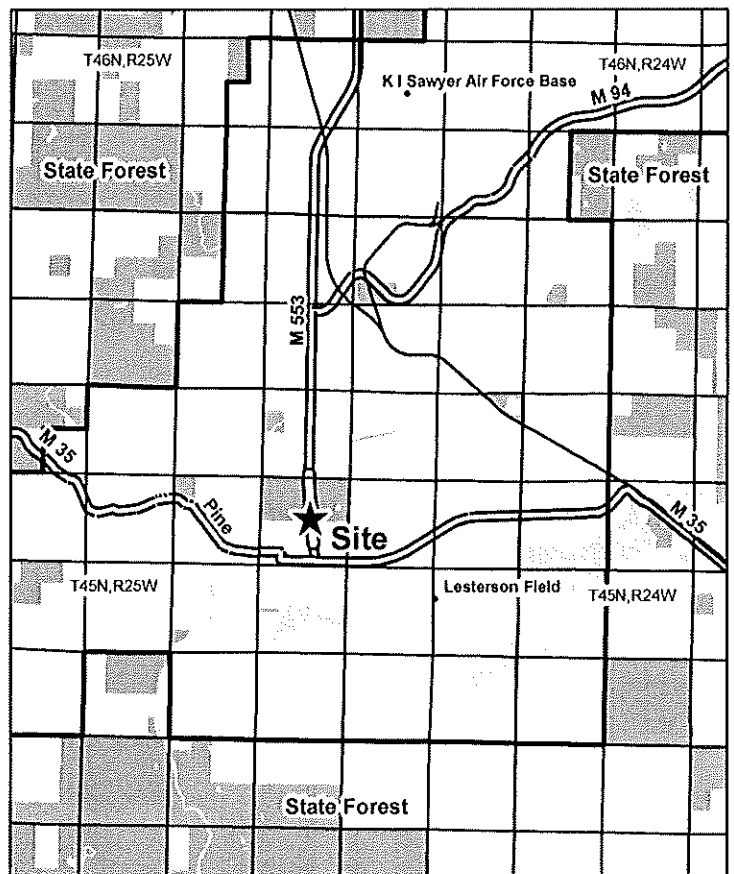 T46N,R25W
T46N,R24W
K I Sawyer Air Force Base
M 94
State Forest
State Forest
M 553
M 35
Pine
Site
M 35
T45N,R25W
Lesterson Field
T45N,R24W
State Forest